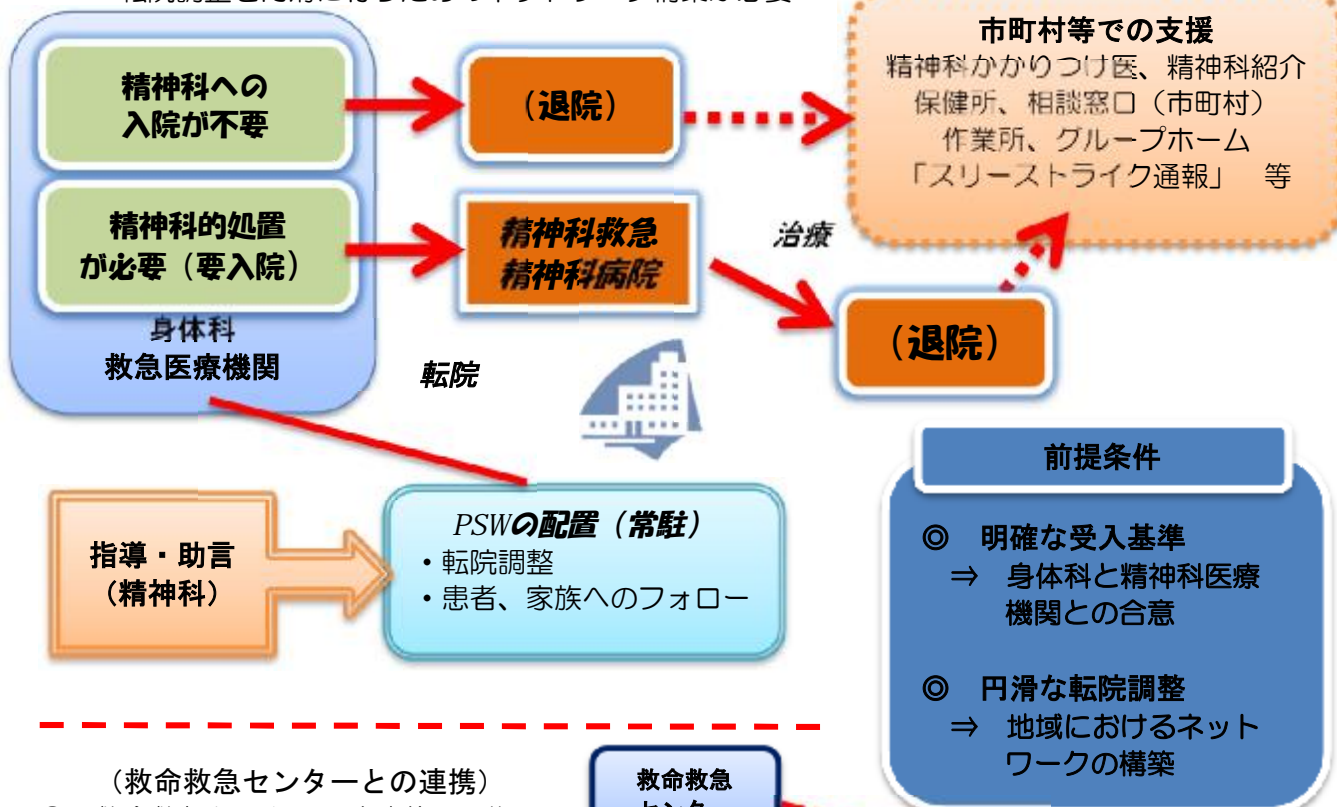 精神科への
入院が不要
（退院）
市町村等での支援
精神科かかりつけ医、精神科紹介
保健所、相談窓口（市町村）
作業所、グループホーム
「スリーストライク通報」　等
精神科的処置
が必要（要入院）
精神科救急
精神科病院
治療
（退院）
身体科
救急医療機関
転院
指導・助言
（精神科）
PSWの配置（常駐）
・転院調整
・患者、家族へのフォロー
前提条件
◎　明確な受入基準
⇒　身体科と精神科医療
機関との合意
◎　円滑な転院調整
⇒　地域におけるネット
ワークの構築
（救命救急センターとの連携）
救命救急